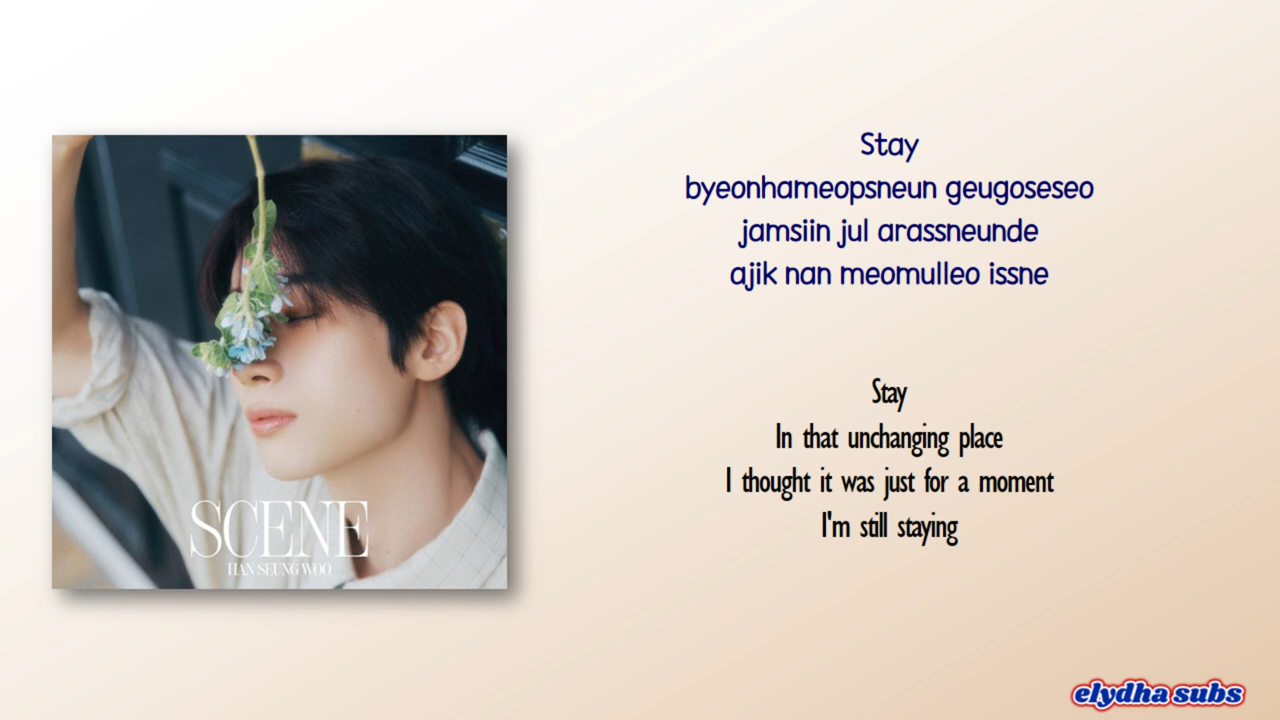 SCENE
HAN SEUNG WOO
Stay
byeonhameopsneun geugoseseo
jamsiin jul arassneunde
ajik nan meomulleo issne
Stay
In that unchanging place
I thought it was just for a moment
I'm still staying
elydha subs